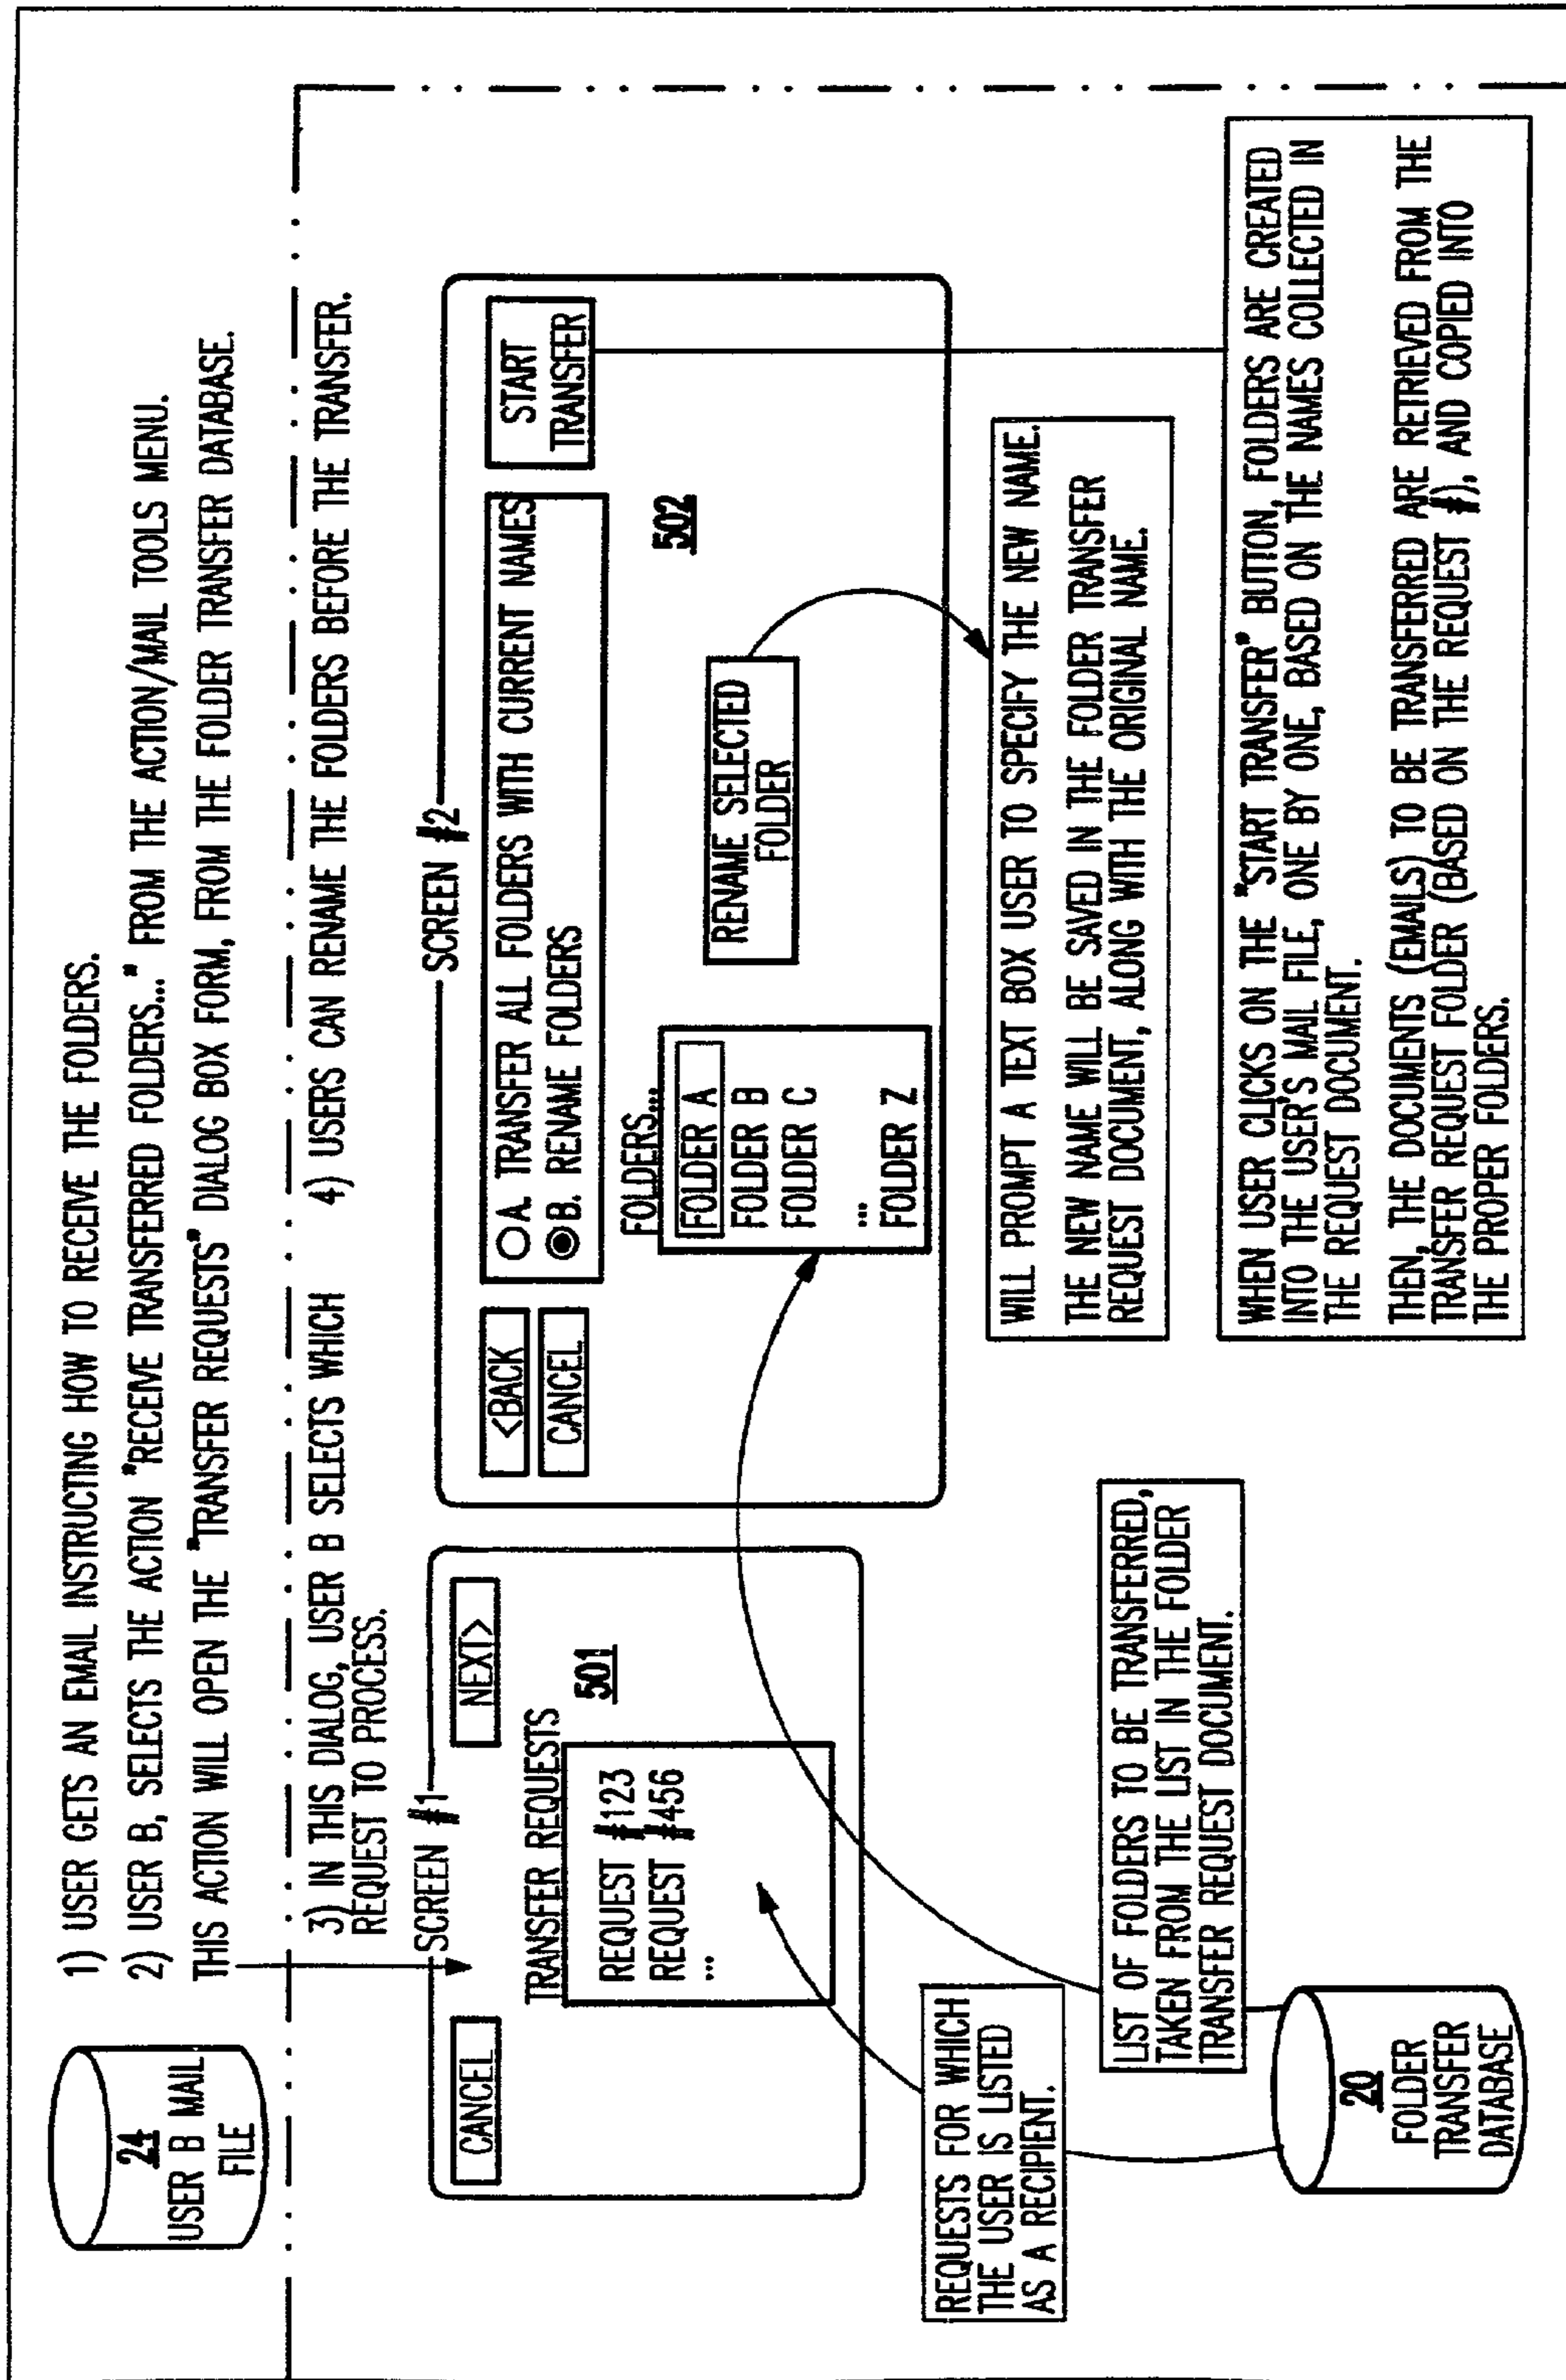 24
USER B MAIL
FILE
1) USER GETS AN EMAIL INSTRUCTING HOW TO RECEIVE THE FOLDERS.
2) USER B, SELECTS THE ACTION "RECEIVE TRANSFERRED FOLDERS..." FROM THE ACTION/MAIL TOOLS MENU.
THIS ACTION WILL OPEN THE "TRANSFER REQUESTS" DIALOG BOX FORM, FROM THE FOLDER TRANSFER DATABASE.
3) IN THIS DIALOG, USER B SELECTS WHICH
REQUEST TO PROCESS.
4) USERS CAN RENAME THE FOLDERS BEFORE THE TRANSFER.
SCREEN #1
CANCEL
NEXT>
TRANSFER REQUESTS
501
REQUEST #123
REQUEST #456
...
SCREEN #2
<BACK
CANCEL
A. TRANSFER ALL FOLDERS WITH CURRENT NAMES
B. RENAME FOLDERS
START
TRANSFER
502
FOLDERS...
FOLDER A
FOLDER B
FOLDER C
...
FOLDER Z
RENAME SELECTED
FOLDER
REQUESTS FOR WHICH
THE USER IS LISTED
AS A RECIPIENT.
LIST OF FOLDERS TO BE TRANSFERRED,
TAKEN FROM THE LIST IN THE FOLDER
TRANSFER REQUEST DOCUMENT.
WILL PROMPT A TEXT BOX USER TO SPECIFY THE NEW NAME.
THE NEW NAME WILL BE SAVED IN THE FOLDER TRANSFER
REQUEST DOCUMENT, ALONG WITH THE ORIGINAL NAME.
20
FOLDER
TRANSFER
DATABASE
WHEN USER CLICKS ON THE "START TRANSFER" BUTTON, FOLDERS ARE CREATED
INTO THE USER'S MAIL FILE, ONE BY ONE, BASED ON THE NAMES COLLECTED IN
THE REQUEST DOCUMENT.
THEN, THE DOCUMENTS (EMAILS) TO BE TRANSFERRED ARE RETRIEVED FROM THE
TRANSFER REQUEST FOLDER (BASED ON THE REQUEST #), AND COPIED INTO
THE PROPER FOLDERS.